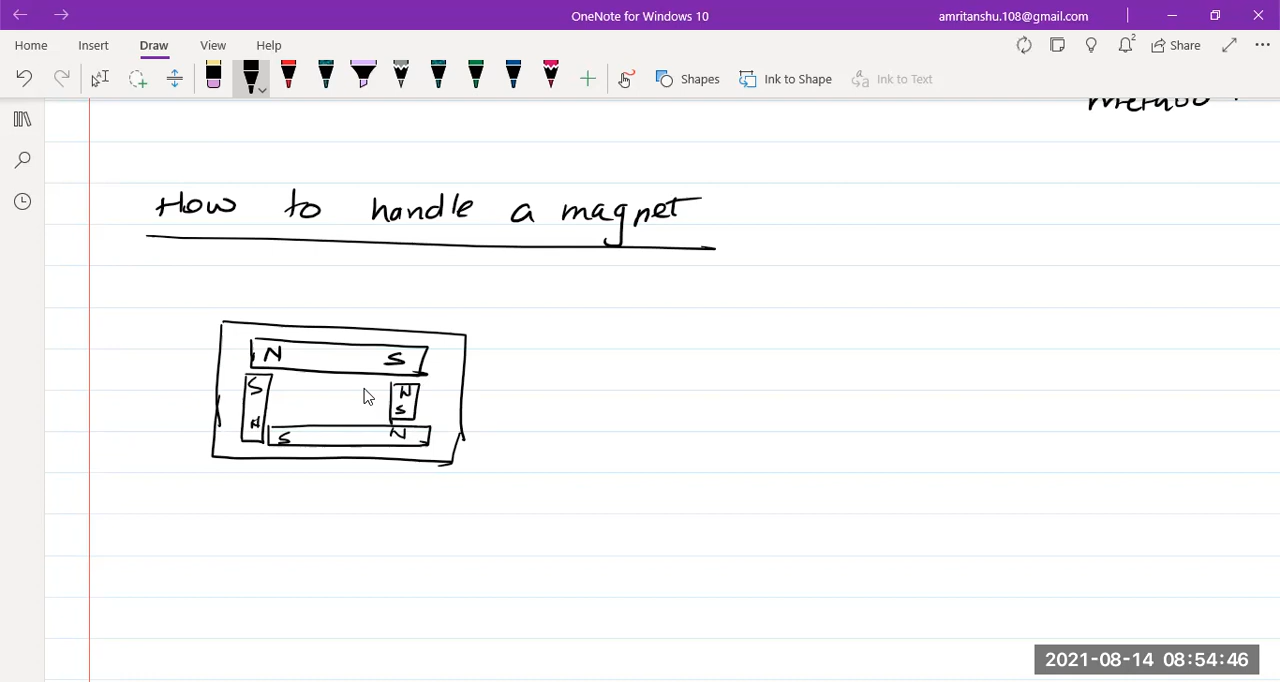 OneNote for Windows 10
amritanshu.108@gmail.com
Home Insert Draw View Help
2
Share
Shapes
Ink to Shape
Ink to Text
How to handle a magnet
N S
S N
N S
S N
2021-08-14 08:54:46